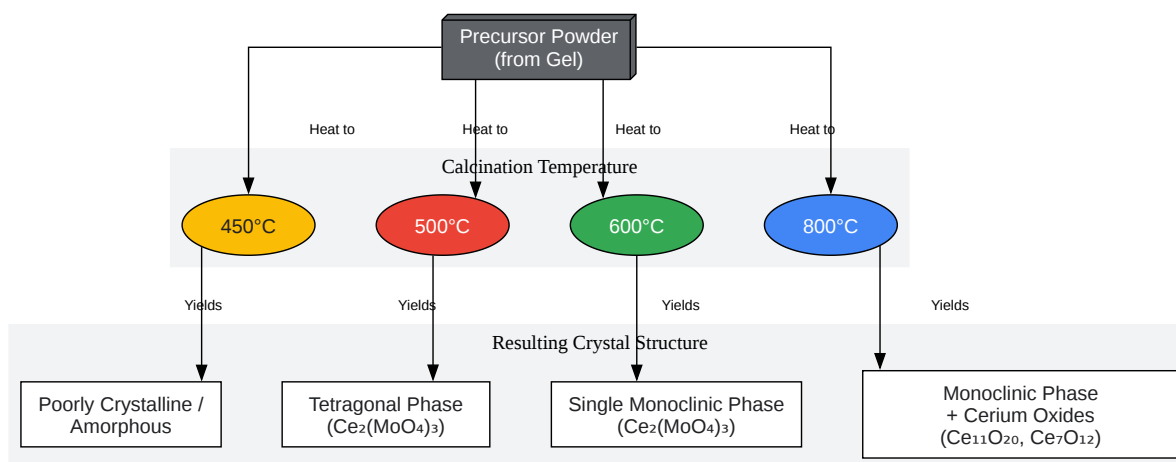 Precursor Powder
(from Gel)
Heat to
Heat to
Heat to
Heat to
Calcination Temperature
450°C
500°C
600°C
800°C
Yields
Yields
Yields
Yields
Resulting Crystal Structure
Poorly Crystalline /
Amorphous
Tetragonal Phase
(Ce₂(MoO₄)₃)
Single Monoclinic Phase
(Ce₂(MoO₄)₃)
Monoclinic Phase
+ Cerium Oxides
(Ce₁₁O₂₀, Ce₇O₁₂)